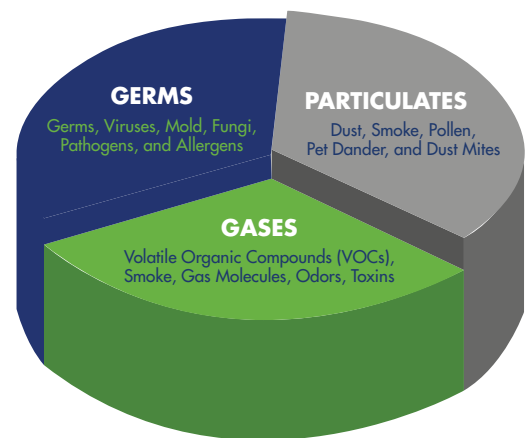 GERMS
Germs, Viruses, Mold, Fungi,
Pathogens, and Allergens
PARTICULATES
Dust, Smoke, Pollen,
Pet Dander, and Dust Mites
GASES
Volatile Organic Compounds (VOCs),
Smoke, Gas Molecules, Odors, Toxins